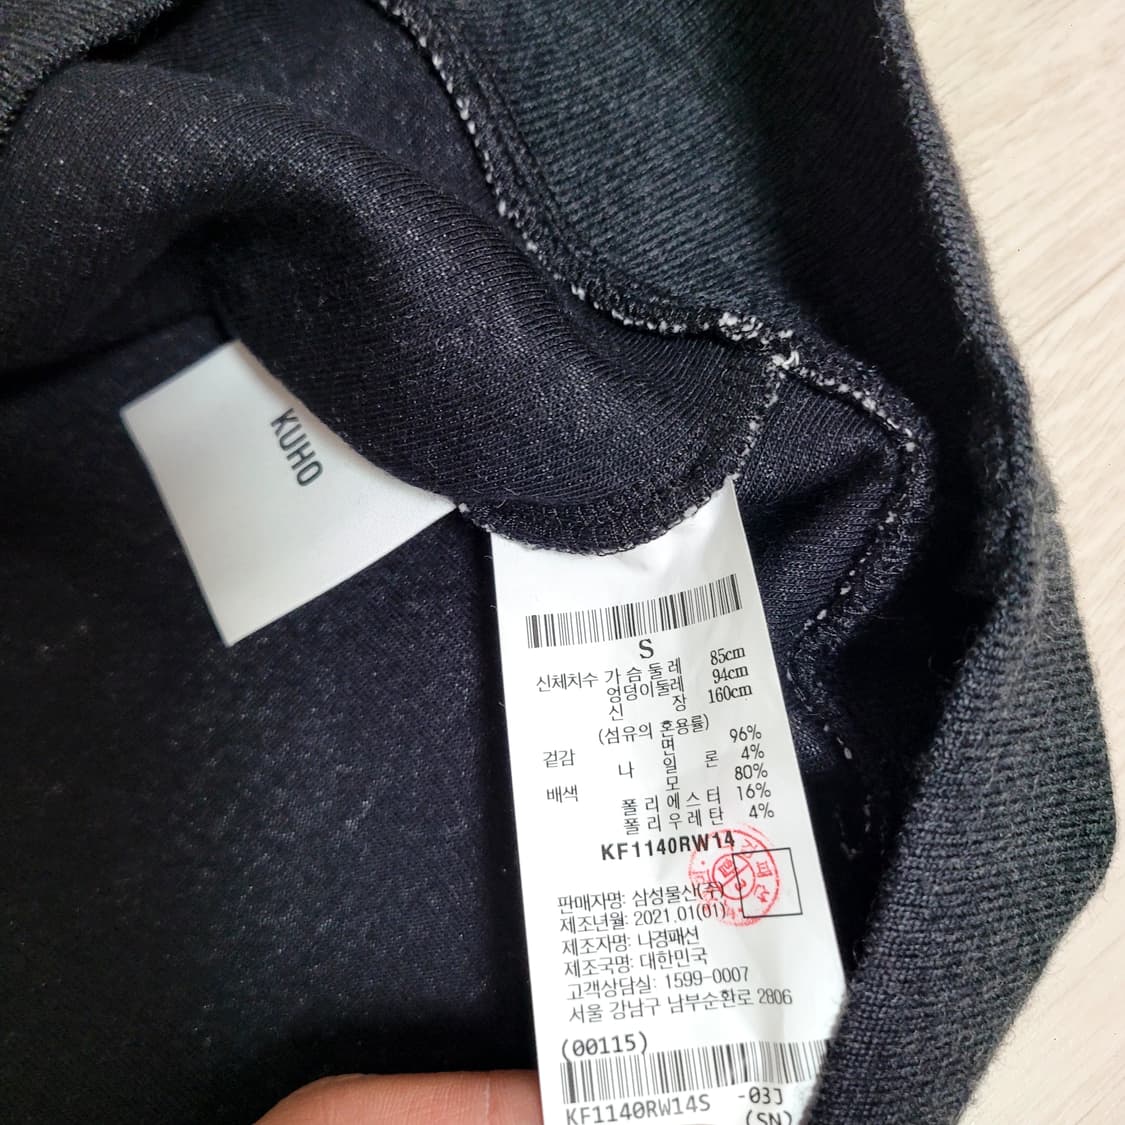 KUHO
S
신체치수 가슴둘레 85cm
엉덩이둘레 94cm
신 장 160cm
(섬유의 혼용률)
겉감 면 96%
나 일 론 4%
배색 모 80%
폴리에스터 16%
폴리우레탄 4%
KF1140RW14
판매자명: 삼성물산(주)
제조년월: 2021.01(01)
제조자명: 나경패션
제조국명: 대한민국
고객상담실: 1599-0007
서울 강남구 남부순환로 2806
(00115)
KF1140RW14S -03J
(SN)